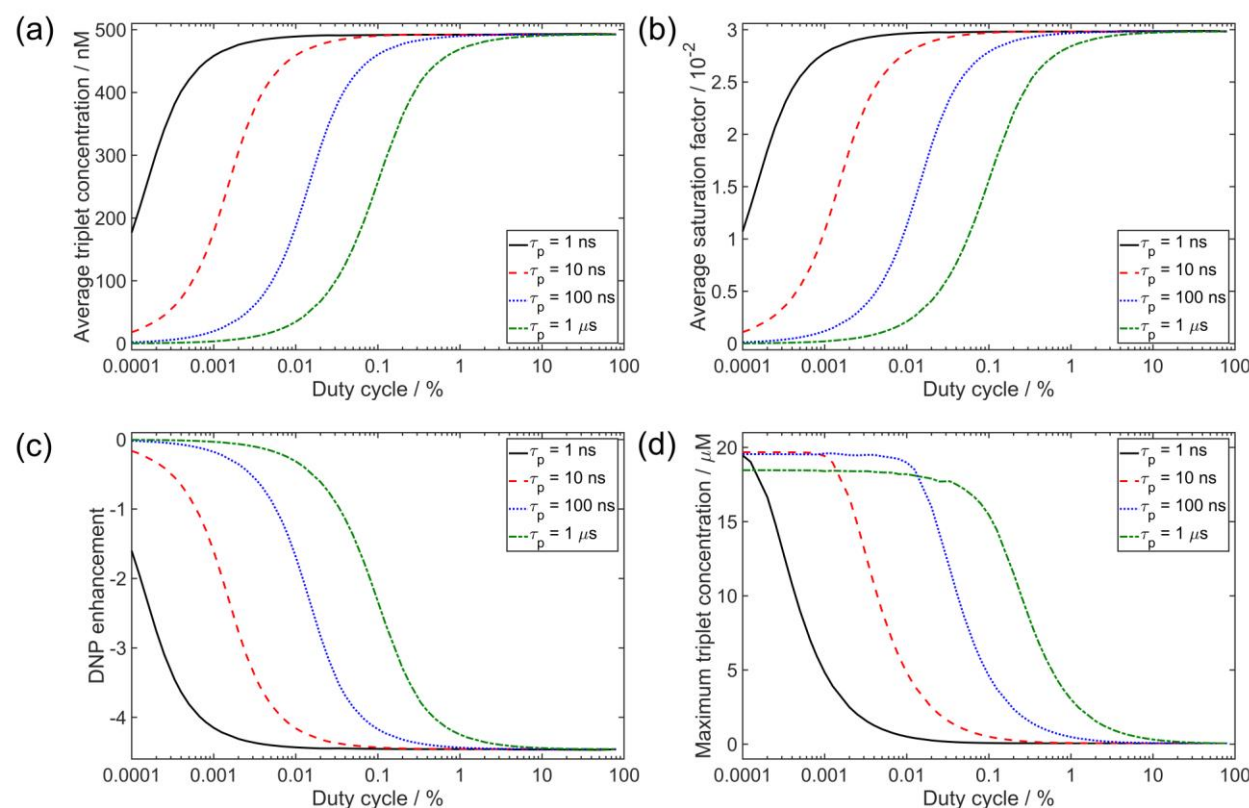 (a)
Average triplet concentration / nM
500
400
300
200
100
0
0.0001 0.001 0.01 0.1 1 10 100
Duty cycle / %
τp = 1 ns
τp = 10 ns
τp = 100 ns
τp = 1 μs
(b)
Average saturation factor / 10-2
3
2.5
2
1.5
1
0.5
0
0.0001 0.001 0.01 0.1 1 10 100
Duty cycle / %
τp = 1 ns
τp = 10 ns
τp = 100 ns
τp = 1 μs
(c)
DNP enhancement
0
-1
-2
-3
-4
0.0001 0.001 0.01 0.1 1 10 100
Duty cycle / %
τp = 1 ns
τp = 10 ns
τp = 100 ns
τp = 1 μs
(d)
Maximum triplet concentration / μM
20
15
10
5
0
0.0001 0.001 0.01 0.1 1 10 100
Duty cycle / %
τp = 1 ns
τp = 10 ns
τp = 100 ns
τp = 1 μs